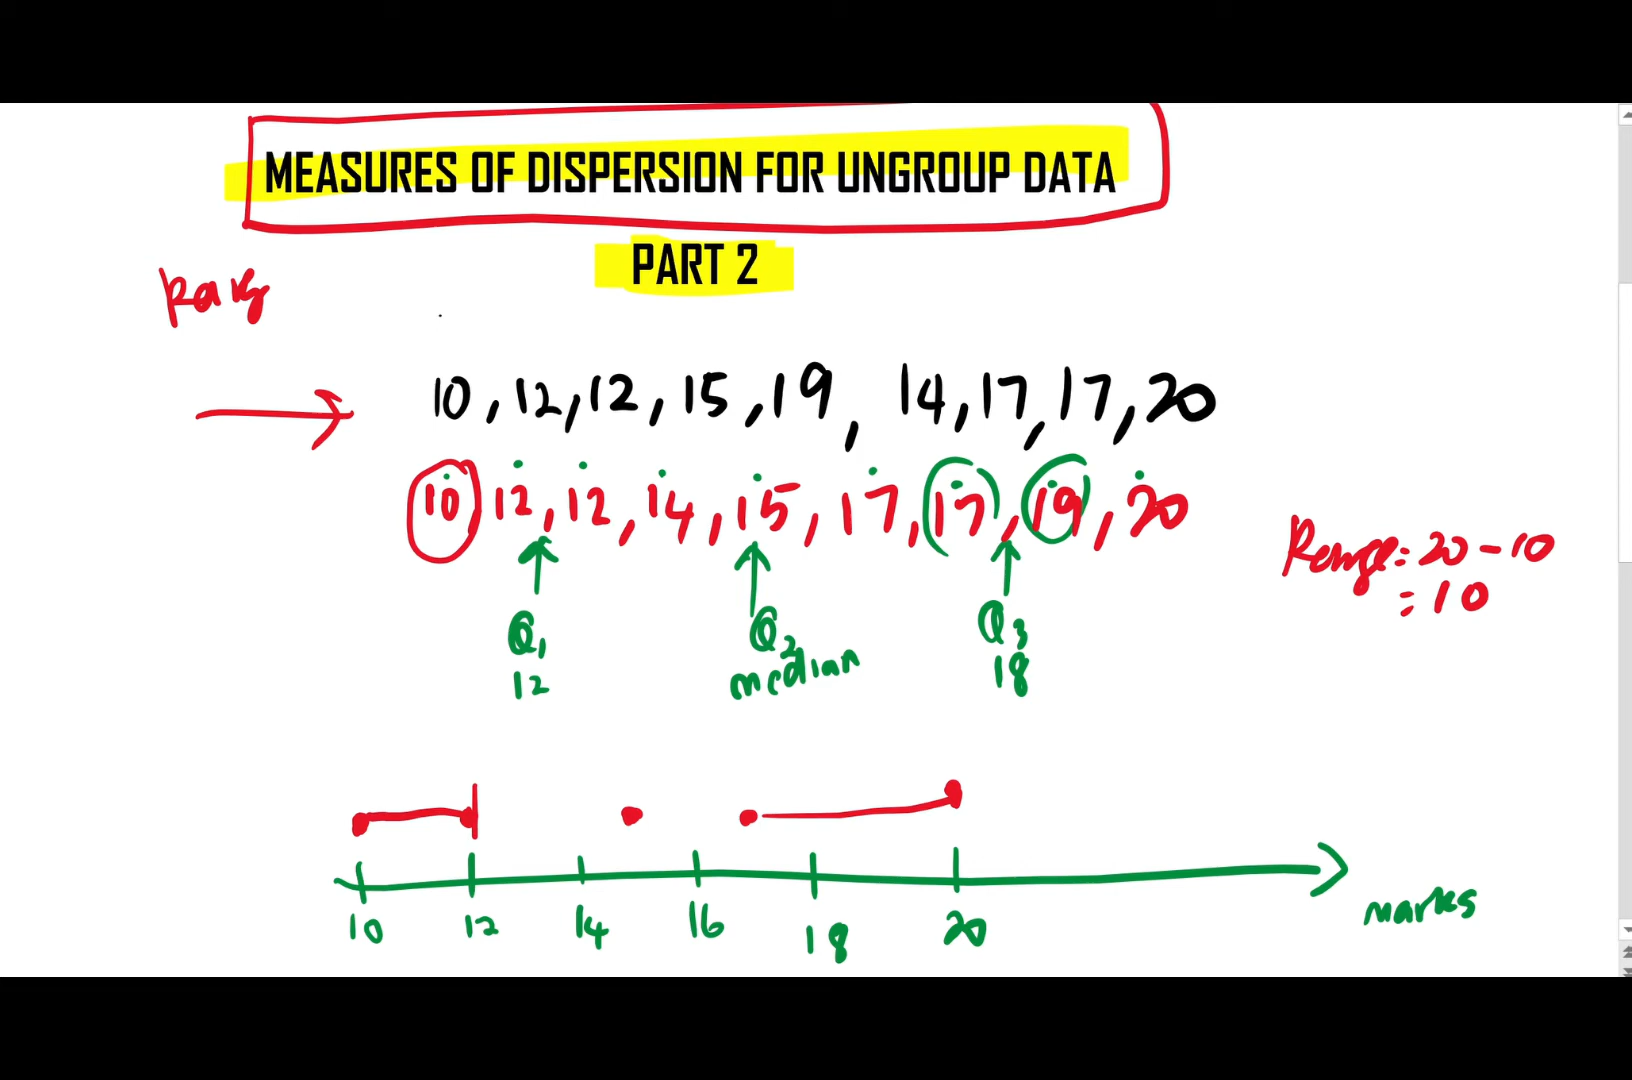 MEASURES OF DISPERSION FOR UNGROUP DATA
PART 2
10, 12, 12, 15, 19, 14, 17, 17, 20
10 12, 12, 14, 15, 17, 17, 19, 20
Range: 20 - 10
= 10
Q1 Q2 Q3
12 median 18
10 12 14 16 18 20 marks